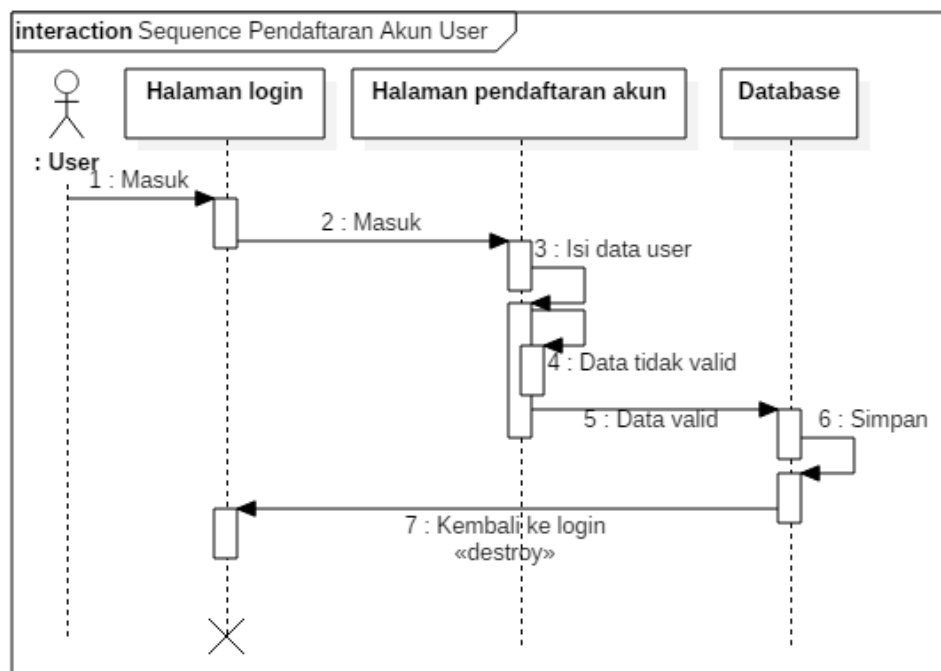 interaction Sequence Pendaftaran Akun User
: User
Halaman login
Halaman pendaftaran akun
Database
1 : Masuk
2 : Masuk
3 : Isi data user
4 : Data tidak valid
5 : Data valid
6 : Simpan
7 : Kembali ke login
«destroy»